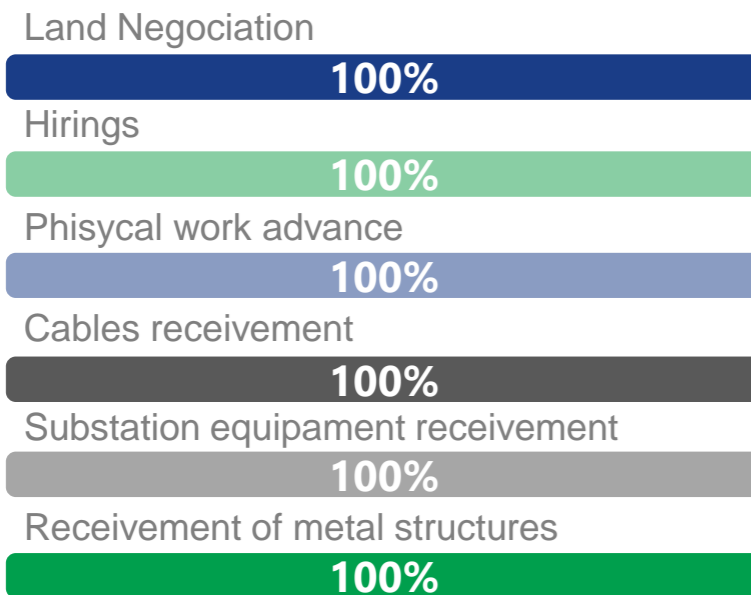 Land Negociation
100%
Hirings
100%
Phisycal work advance
100%
Cables receivement
100%
Substation equipament receivement
100%
Receivement of metal structures
100%